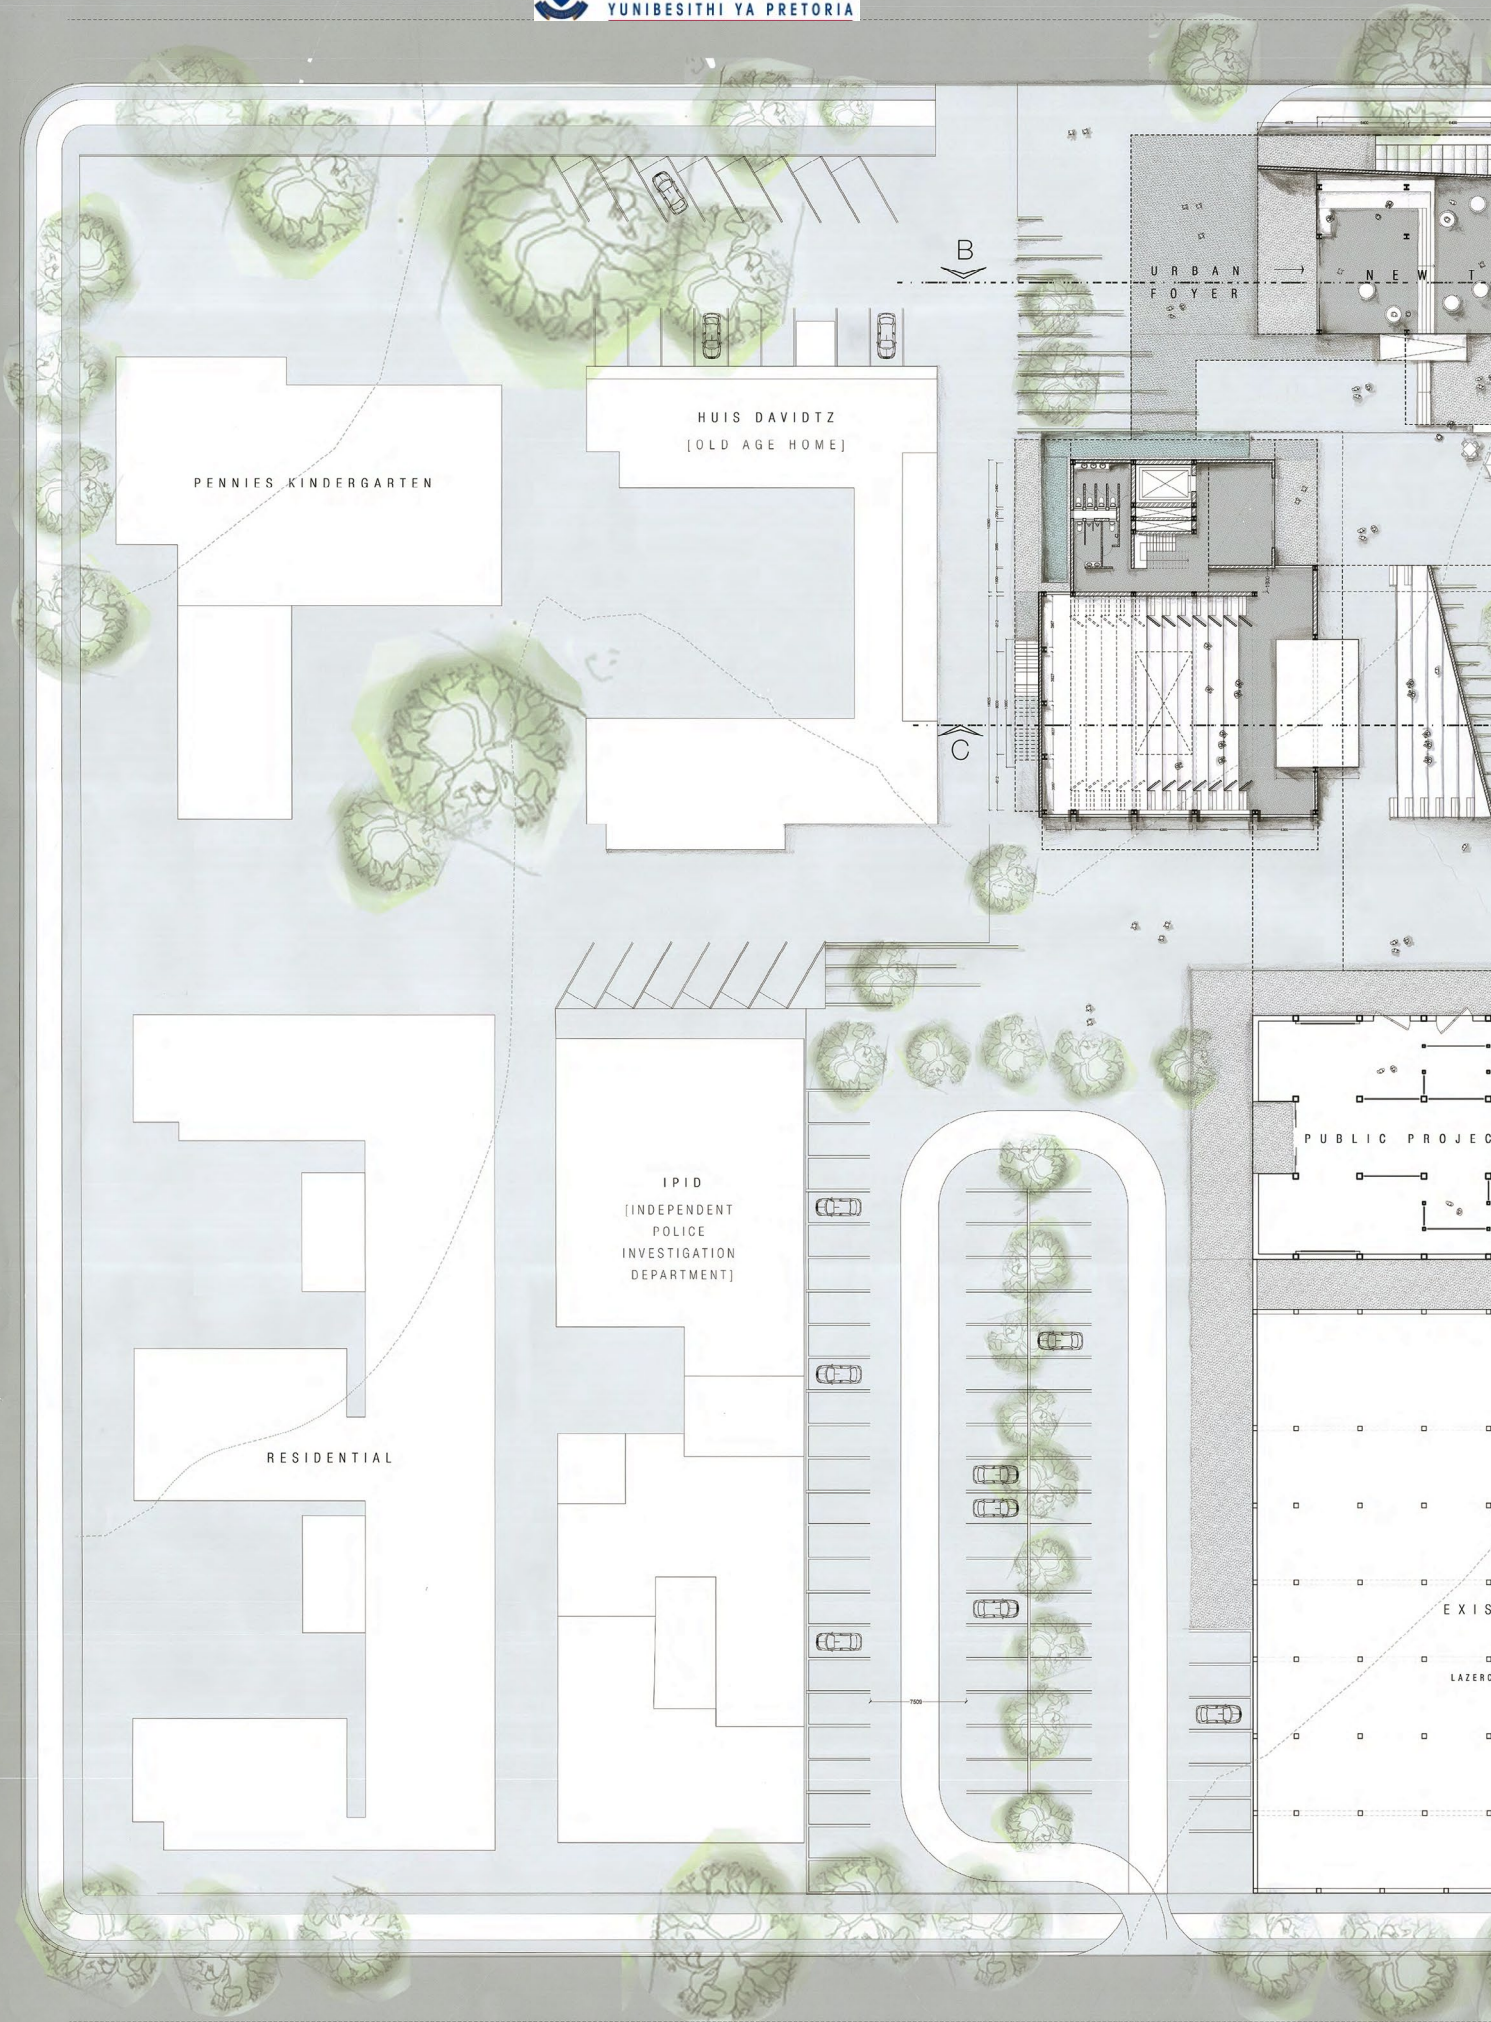 YUNIBESITHI YA PRETORIA
B
URBAN
FOYER
NEW T
HUIS DAVIDTZ
[OLD AGE HOME]
PENNIES KINDERGARTEN
C
PUBLIC PROJEC
IPID
[INDEPENDENT
POLICE
INVESTIGATION
DEPARTMENT]
RESIDENTIAL
EXIS
LAZERC